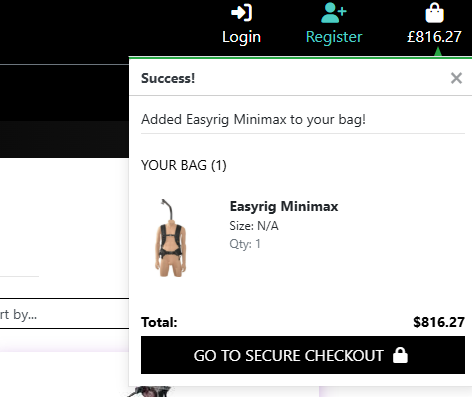 Login
Register
£816.27
Success!
×
Added Easyrig Minimax to your bag!
YOUR BAG (1)
Easyrig Minimax
Size: N/A
Qty: 1
rt by...
Total: $816.27
GO TO SECURE CHECKOUT